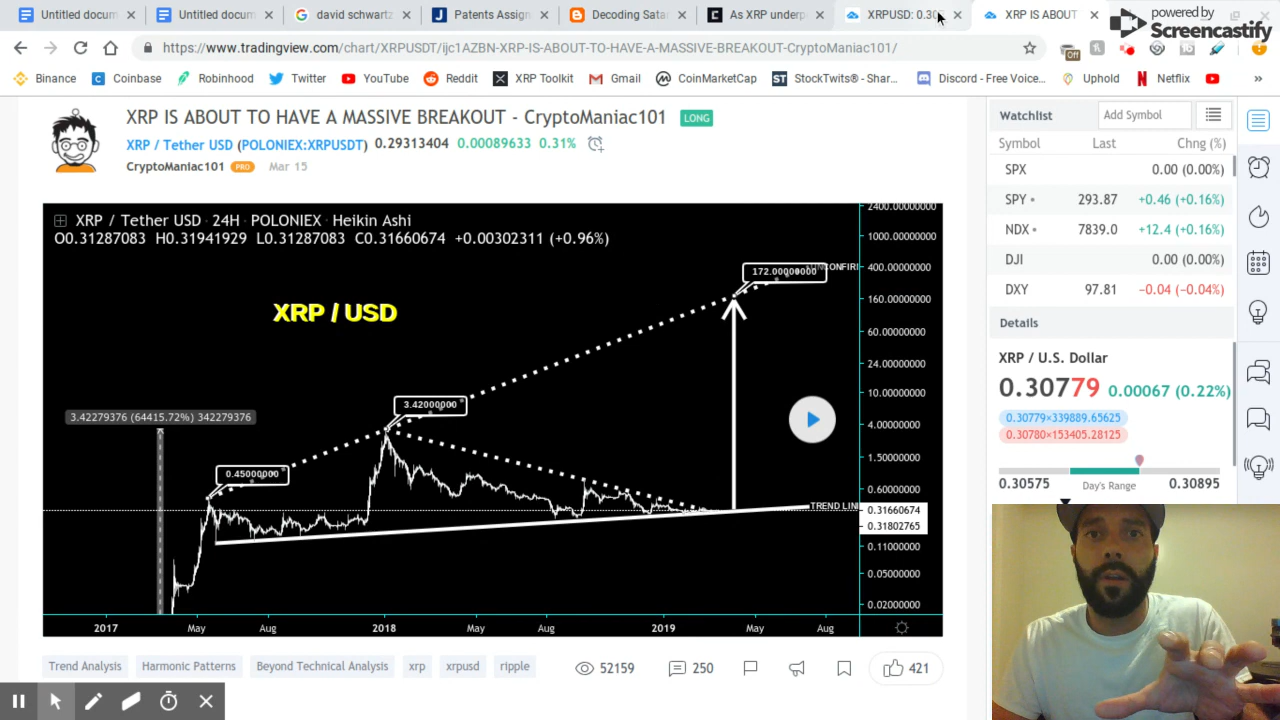 Untitled docum
Untitled docum
david schwartz
Patents Assign
Decoding Satar
As XRP underp
XRPUSD: 0.30
XRP IS ABOUT
powered by
Screencastify
https://www.tradingview.com/chart/XRPUSDT/ijc1AZBN-XRP-IS-ABOUT-TO-HAVE-A-MASSIVE-BREAKOUT-CryptoManiac101/
Off
Binance
Coinbase
Robinhood
Twitter
YouTube
Reddit
XRP Toolkit
Gmail
CoinMarketCap
StockTwits® - Shar...
Discord - Free Voice...
Uphold
Netflix
»
XRP IS ABOUT TO HAVE A MASSIVE BREAKOUT - CryptoManiac101 LONG
XRP / Tether USD (POLONIEX:XRPUSDT) 0.29313404 0.00089633 0.31%
CryptoManiac101 PRO Mar 15
XRP / Tether USD · 24H · POLONIEX · Heikin Ashi
O0.31287083 H0.31941929 L0.31287083 C0.31660674 +0.00302311 (+0.96%)
XRP / USD
172.00000000
UNCONFIRI
3.42000000
3.42279376 (64415.72%) 342279376
0.45000000
TREND LIN
2400.00000000
1000.00000000
400.00000000
160.00000000
60.00000000
24.00000000
10.00000000
4.00000000
1.50000000
0.60000000
0.31660674
0.31802765
0.11000000
0.05000000
0.02000000
2017 May Aug 2018 May Aug 2019 May Aug
Trend Analysis
Harmonic Patterns
Beyond Technical Analysis
xrp
xrpusd
ripple
52159
250
421
Watchlist
Add Symbol
Symbol Last Chng (%)
SPX 0.00 (0.00%)
SPY 293.87 +0.46 (+0.16%)
NDX 7839.0 +12.4 (+0.16%)
DJI 0.00 (0.00%)
DXY 97.81 −0.04 (−0.04%)
Details
XRP / U.S. Dollar
0.30779 0.00067 (0.22%)
0.30779×339889.65625
0.30780×153405.28125
0.30575 Day's Range 0.30895